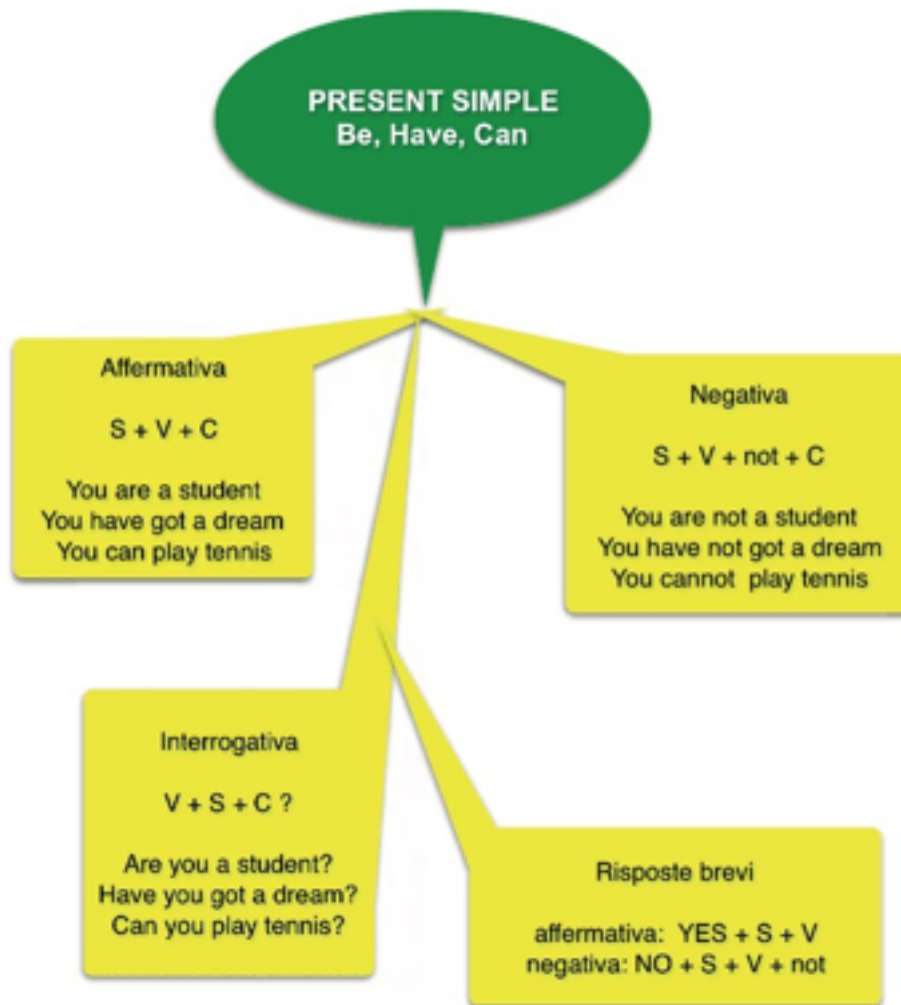 PRESENT SIMPLE
Be, Have, Can
Affermativa
S + V + C
You are a student
You have got a dream
You can play tennis
Negativa
S + V + not + C
You are not a student
You have not got a dream
You cannot play tennis
Interrogativa
V + S + C ?
Are you a student?
Have you got a dream?
Can you play tennis?
Risposte brevi
affermativa: YES + S + V
negativa: NO + S + V + not